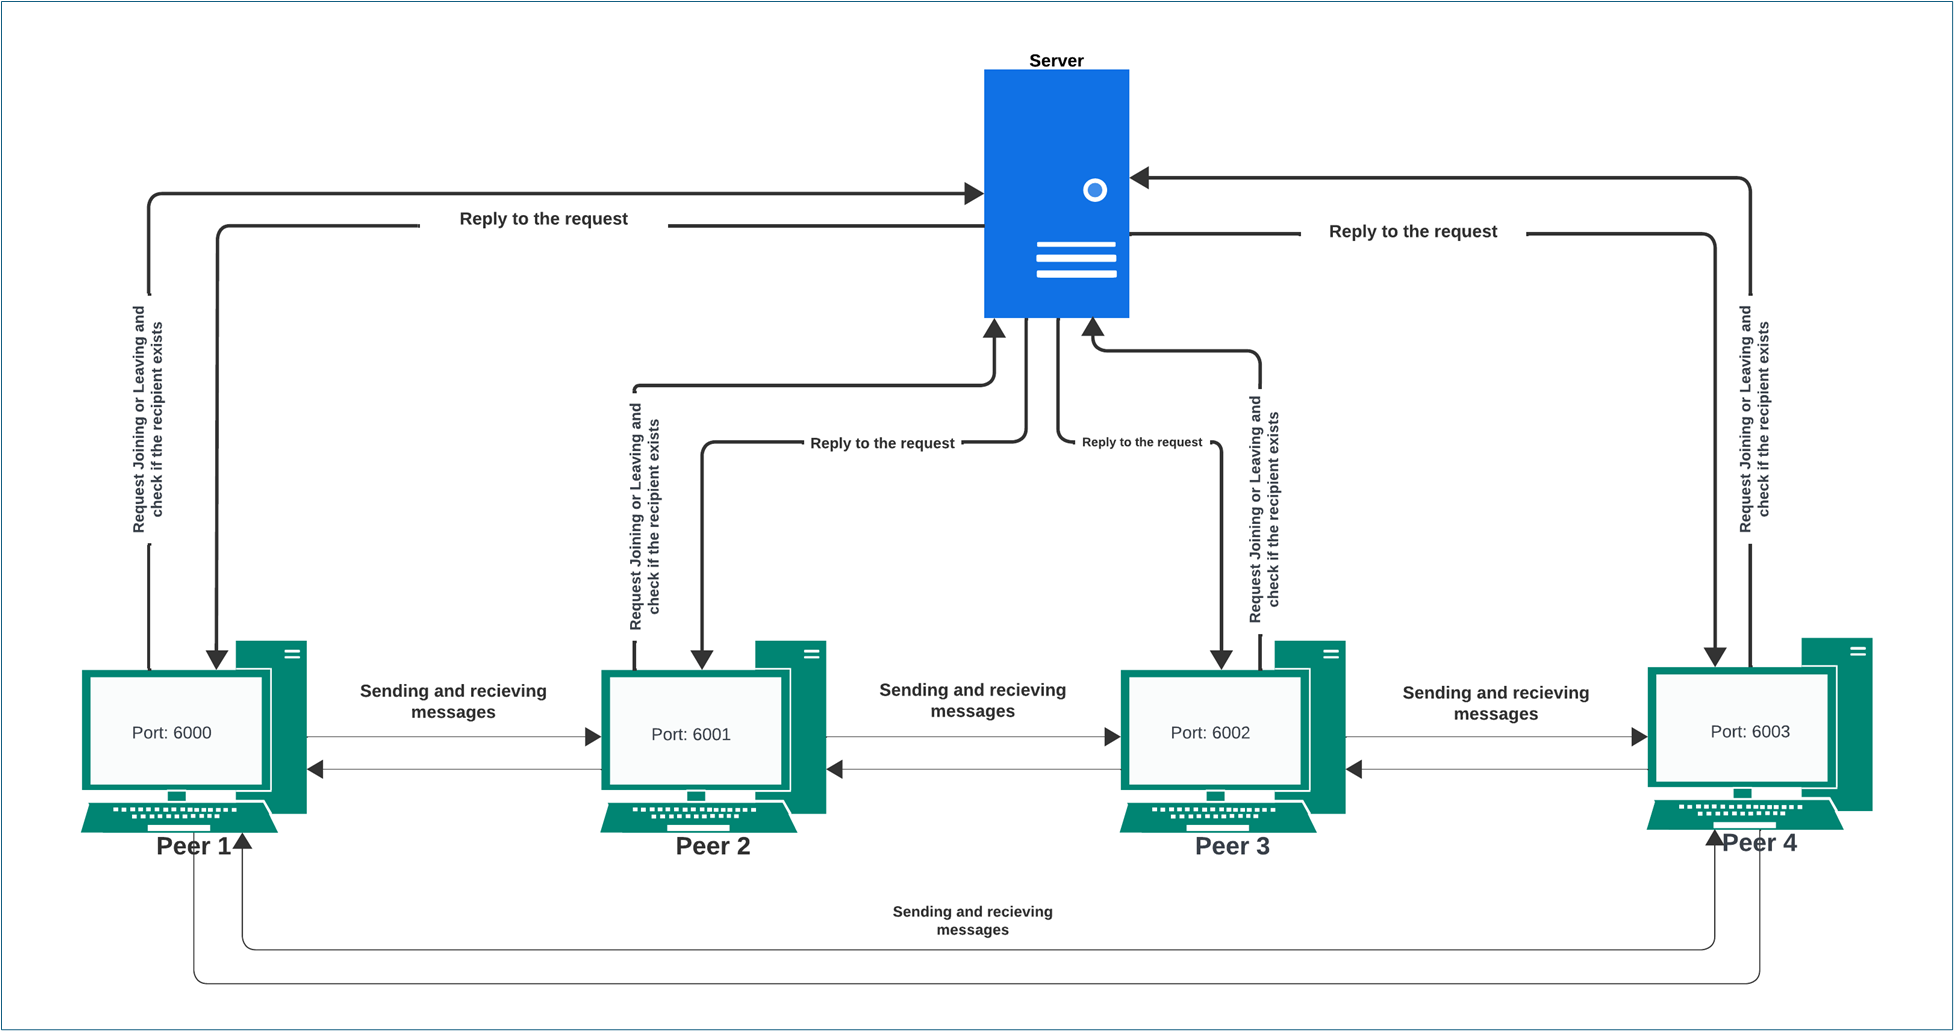 Server
Reply to the request
Reply to the request
Request Joining or Leaving and
check if the recipient exists
Request Joining or Leaving and
check if the recipient exists
Request Joining or Leaving and
check if the recipient exists
Request Joining or Leaving and
check if the recipient exists
Reply to the request
Reply to the request
Sending and recieving
messages
Sending and recieving
messages
Sending and recieving
messages
Port: 6000
Port: 6001
Port: 6002
Port: 6003
Peer 1
Peer 2
Peer 3
Peer 4
Sending and recieving
messages